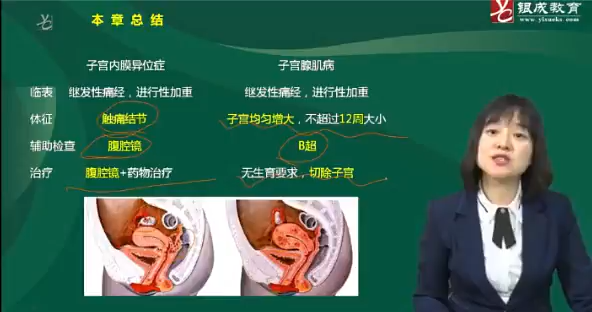 本章总结
银成教育
www.yixueks.com
子宫内膜异位症 子宫腺肌病
临表 继发性痛经，进行性加重 继发性痛经，进行性加重
体征 触痛结节 子宫均匀增大，不超过12周大小
辅助检查 腹腔镜 B超
治疗 腹腔镜+药物治疗 无生育要求，切除子宫